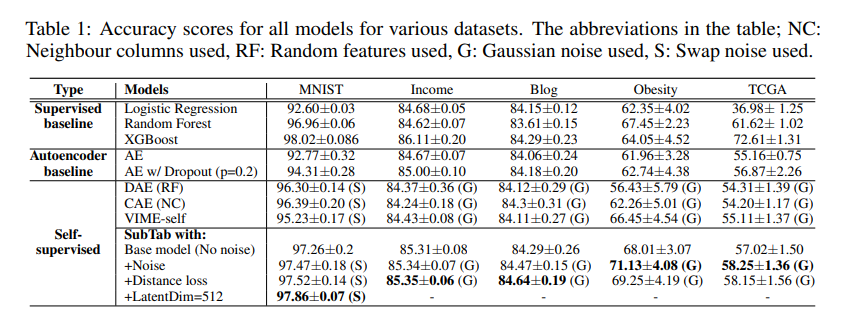 Table 1: Accuracy scores for all models for various datasets. The abbreviations in the table; NC:
Neighbour columns used, RF: Random features used, G: Gaussian noise used, S: Swap noise used.
Type Models MNIST Income Blog Obesity TCGA
Supervised Logistic Regression 92.60±0.03 84.68±0.05 84.15±0.12 62.35±4.02 36.98± 1.25
baseline Random Forest 96.96±0.06 84.62±0.07 83.61±0.15 67.45±2.23 61.62± 1.02
XGBoost 98.02±0.086 86.11±0.20 84.29±0.23 64.05±4.52 72.61±1.31
Autoencoder AE 92.77±0.32 84.67±0.07 84.06±0.24 61.96±3.28 55.16±0.75
baseline AE w/ Dropout (p=0.2) 94.31±0.28 85.00±0.10 84.18±0.20 62.74±4.38 56.87±2.26
DAE (RF) 96.30±0.14 (S) 84.37±0.36 (G) 84.12±0.29 (G) 56.43±5.79 (G) 54.31±1.39 (G)
CAE (NC) 96.39±0.20 (S) 84.24±0.18 (G) 84.3±0.31 (G) 62.26±5.01 (G) 54.20±1.17 (G)
VIME-self 95.23±0.17 (S) 84.43±0.08 (G) 84.11±0.27 (G) 66.45±4.54 (G) 55.11±1.37 (G)
Self- SubTab with:
supervised Base model (No noise) 97.26±0.2 85.31±0.08 84.29±0.26 68.01±3.07 57.02±1.50
+Noise 97.47±0.18 (S) 85.34±0.07 (G) 84.47±0.15 (G) 71.13±4.08 (G) 58.25±1.36 (G)
+Distance loss 97.52±0.14 (S) 85.35±0.06 (G) 84.64±0.19 (G) 69.25±4.19 (G) 58.15±1.56 (G)
+LatentDim=512 97.86±0.07 (S) - - - -